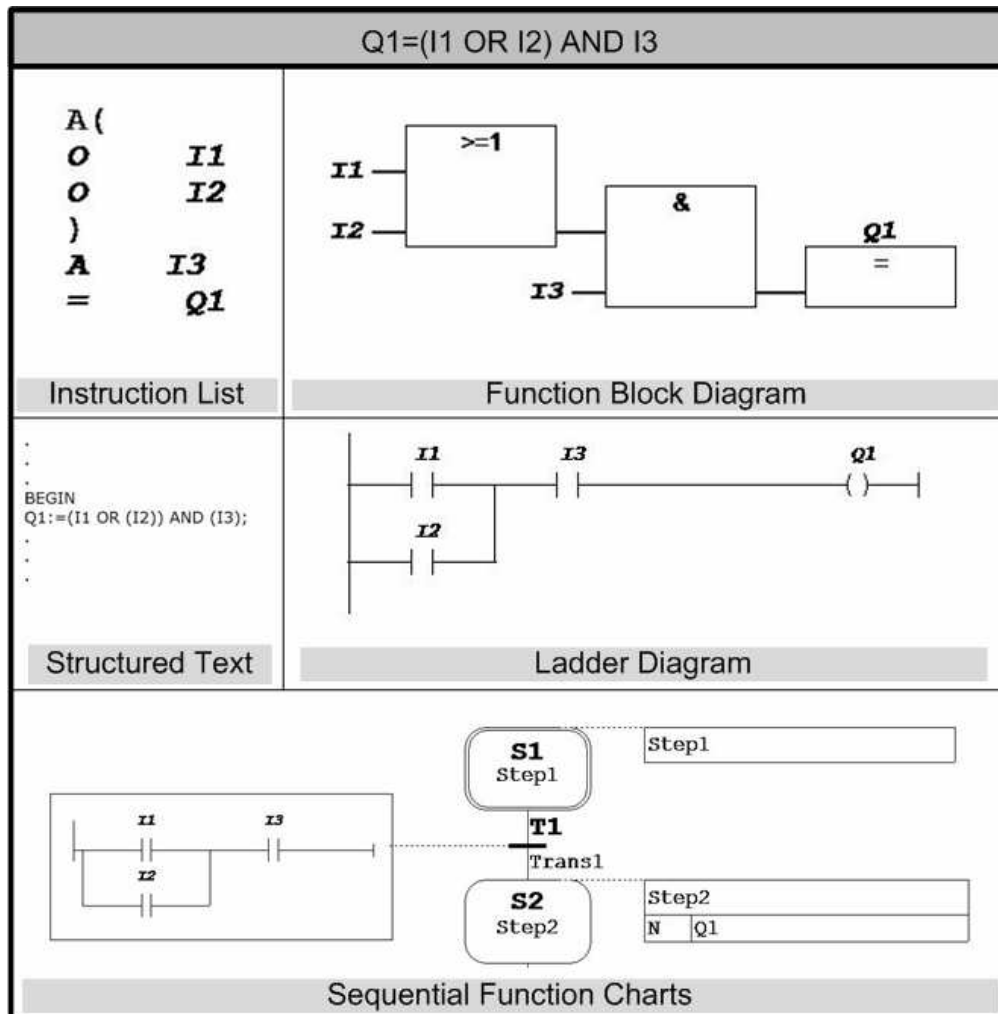 Q1=(I1 OR I2) AND I3
A(
O I1
O I2
)
A I3
= Q1
Instruction List
>=1
I1
I2
&
I3
Q1
=
Function Block Diagram
.
.
.
BEGIN
Q1:=(I1 OR (I2)) AND (I3);
.
.
.
Structured Text
I1 I3 Q1
( )
I2
Ladder Diagram
I1 I3
I2
S1
Step1
Step1
T1
Trans1
S2
Step2
Step2
N Q1
Sequential Function Charts